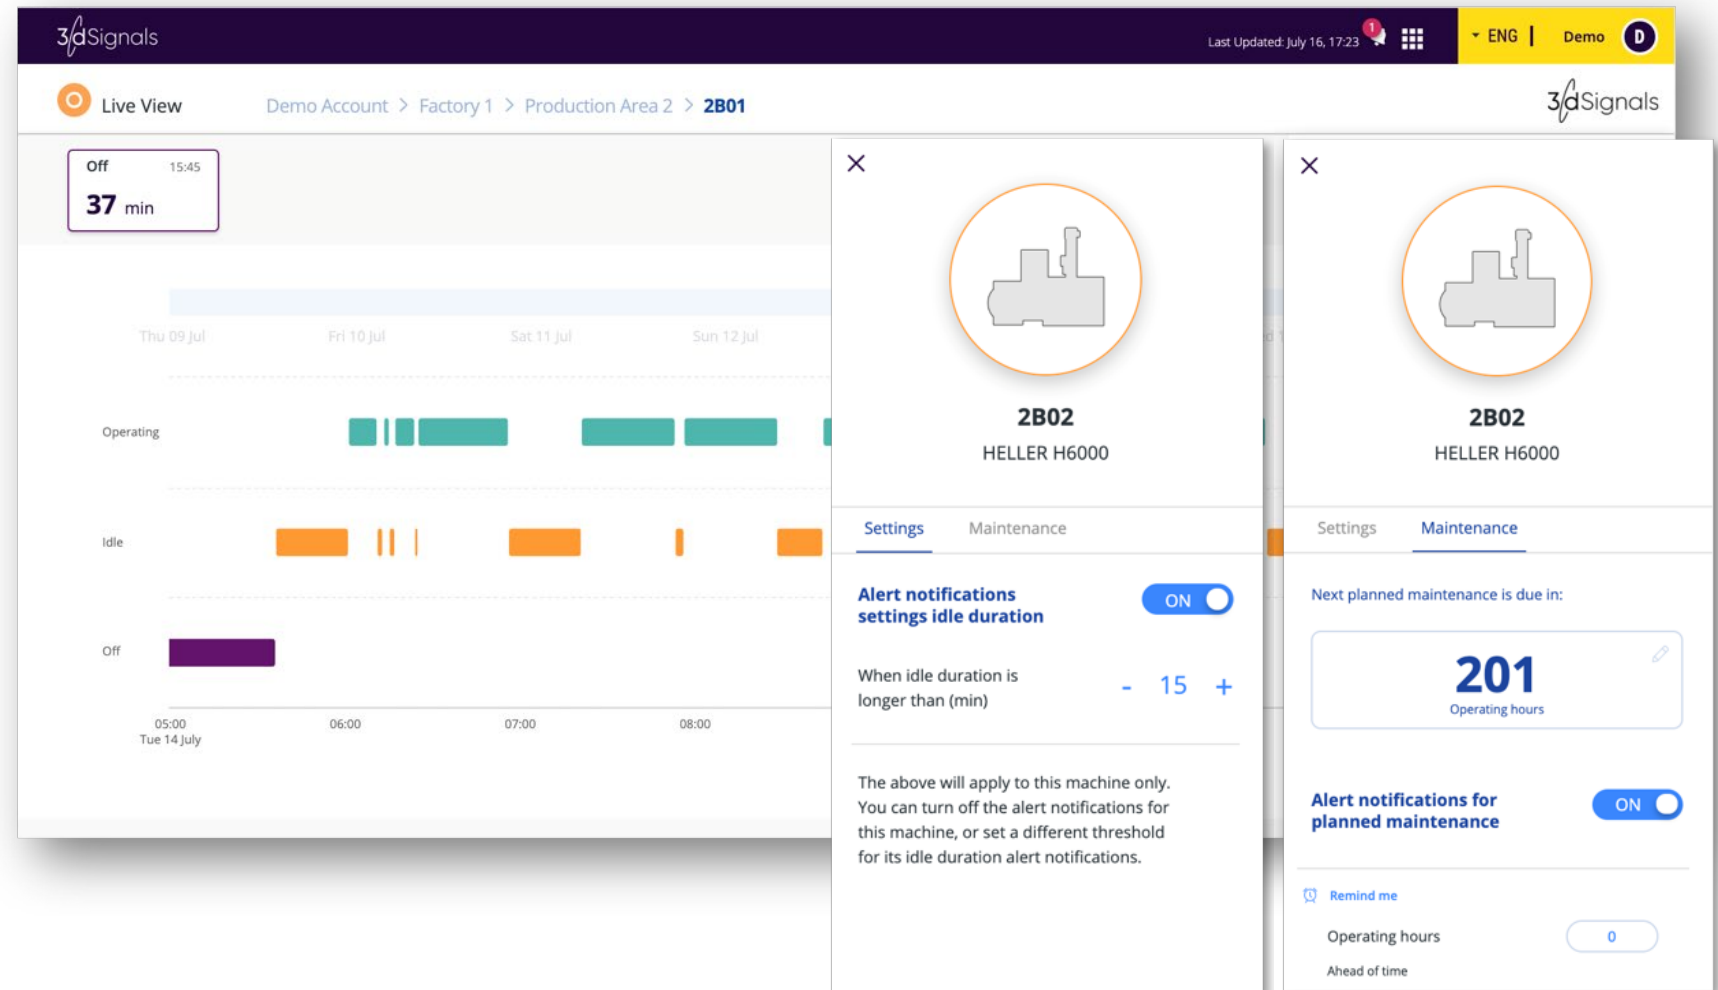 3dSignals
Last Updated: July 16, 17:23
1
ENG
Demo
D
Live View
Demo Account > Factory 1 > Production Area 2 > 2B01
3dSignals
Off 15:45
37 min
Thu 09 Jul
Fri 10 Jul
Sat 11 Jul
Sun 12 Jul
Operating
Idle
Off
05:00
Tue 14 July
06:00
07:00
08:00
2B02
HELLER H6000
Settings
Maintenance
Alert notifications
settings idle duration
ON
When idle duration is
longer than (min)
- 15 +
The above will apply to this machine only.
You can turn off the alert notifications for
this machine, or set a different threshold
for its idle duration alert notifications.
2B02
HELLER H6000
Settings
Maintenance
Next planned maintenance is due in:
201
Operating hours
Alert notifications for
planned maintenance
ON
Remind me
Operating hours
0
Ahead of time